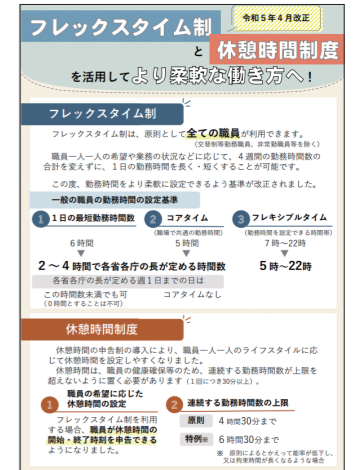 フレックスタイム制
令和5年4月改正
と 休憩時間制度
を活用してより柔軟な働き方へ!
フレックスタイム制
フレックスタイム制は、原則として全ての職員が利用できます。
(交替制等勤務職員、非常勤職員等を除く)
職員一人一人の希望や業務の状況などに応じて、4週間の勤務時間数の
合計を変えずに、1日の勤務時間を長く・短くすることが可能です。
この度、勤務時間をより柔軟に設定できるよう基準が改正されました。
一般の職員の勤務時間の設定基準
1 1日の最短勤務時間数
6時間
2 コアタイム
(職場で共通の勤務時間)
5時間
3 フレキシブルタイム
(勤務時間を設定できる時間帯)
7時~22時
▼ ▼ ▼
2~4時間で各省各庁の長が定める時間数
5時~22時
各省各庁の長が定める週1日までの日は
この時間数未満でも可
(0時間とすることは不可)
コアタイムなし
休憩時間制度
休憩時間の申告制の導入により、職員一人一人のライフスタイルに応
じて休憩時間を設定しやすくなりました。
休憩時間は、職員の健康確保等のため、連続する勤務時間数が上限を
超えないように置く必要があります(1回につき30分以上)。
1 職員の希望に応じた
休憩時間の設定
フレックスタイム制を利用
する場合、職員が休憩時間の
開始・終了時刻を申告できる
ようになりました。
2 連続する勤務時間数の上限
原則 4時間30分まで
特例※ 6時間30分まで
※ 原則によるとかえって能率が低下し、
又は拘束時間が長くなるような場合